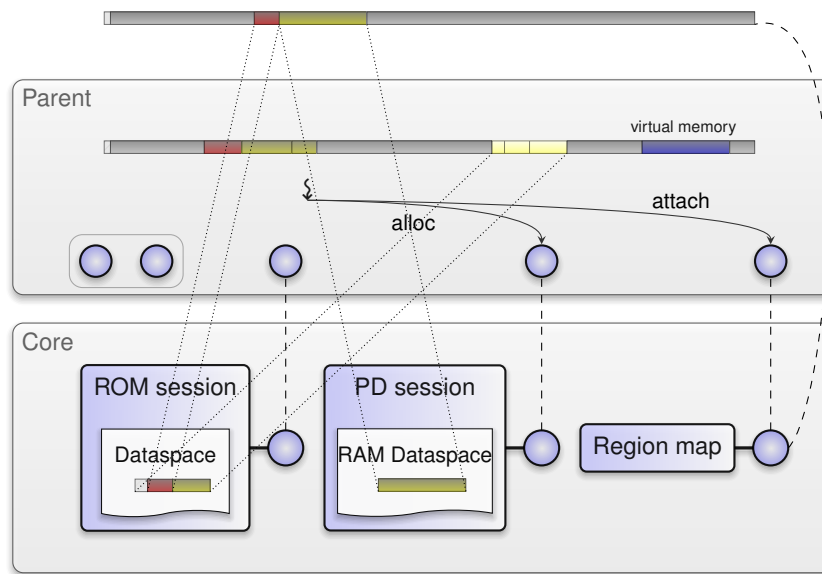 Parent
virtual memory
attach
alloc
Core
ROM session
PD session
Region map
Dataspace
RAM Dataspace